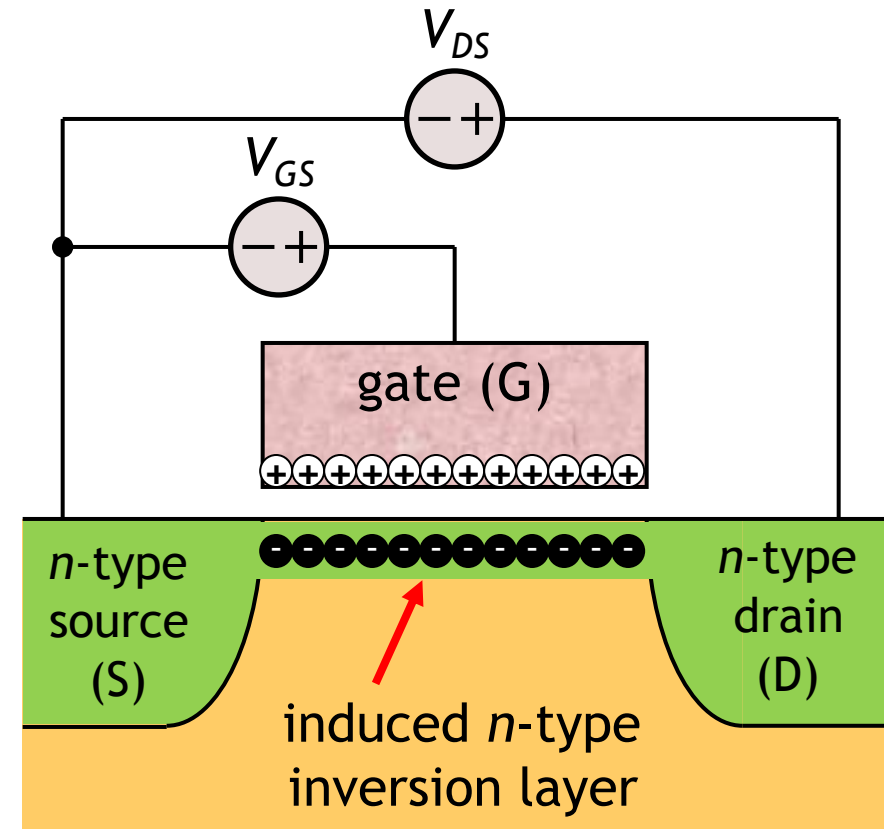 V_DS
− +
V_GS
− +
gate (G)
+ + + + + + + + + + + +
- - - - - - - - - - - -
n-type
source
(S)
n-type
drain
(D)
induced n-type
inversion layer